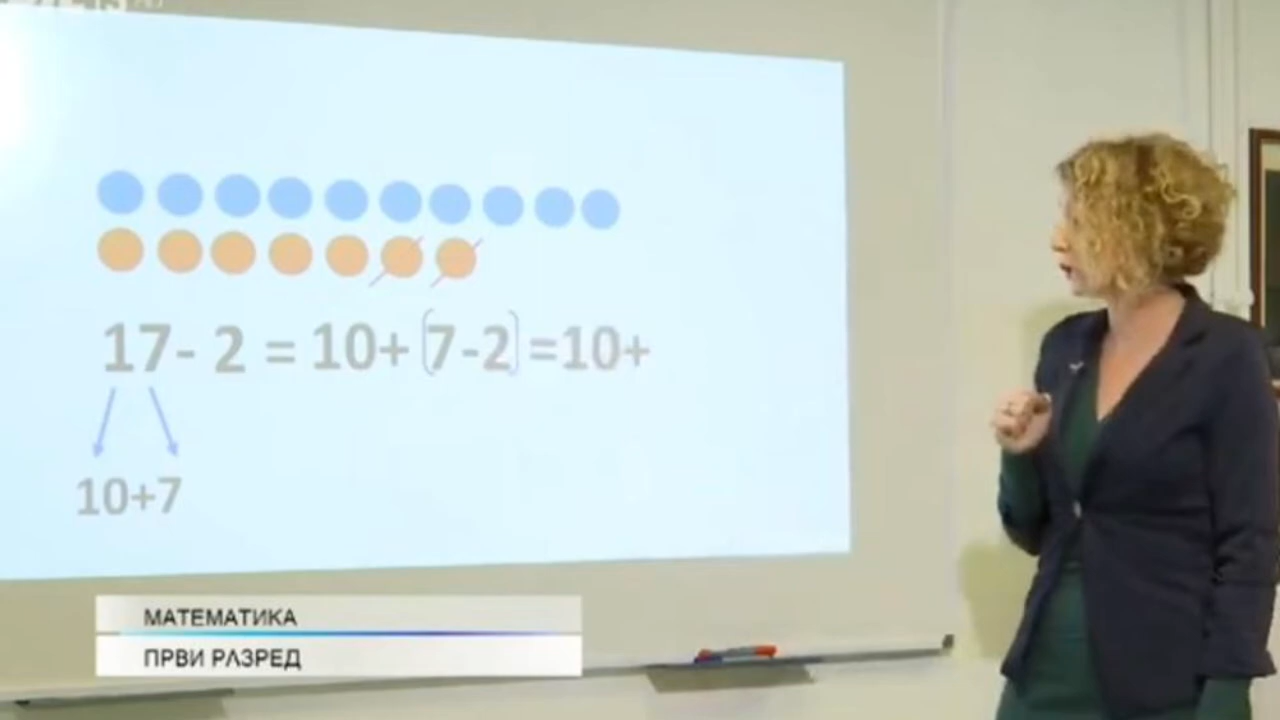 17- 2 = 10+ (7-2) =10+
10+7
МАТЕМАТИКА
ПРВИ РАЗРЕД